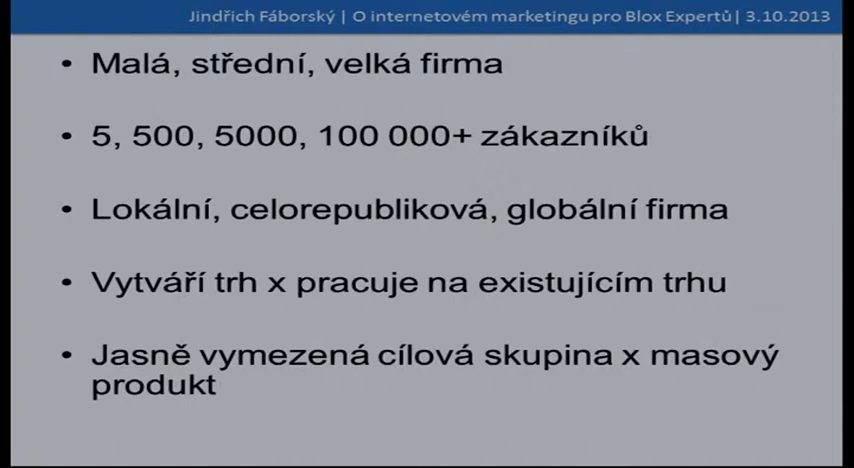 Jindřich Fáborský | O internetovém marketingu pro Blox Expertů| 3.10.2013
• Malá, střední, velká firma
• 5, 500, 5000, 100 000+ zákazníků
• Lokální, celorepubliková, globální firma
• Vytváří trh x pracuje na existujícím trhu
• Jasně vymezená cílová skupina x masový
produkt